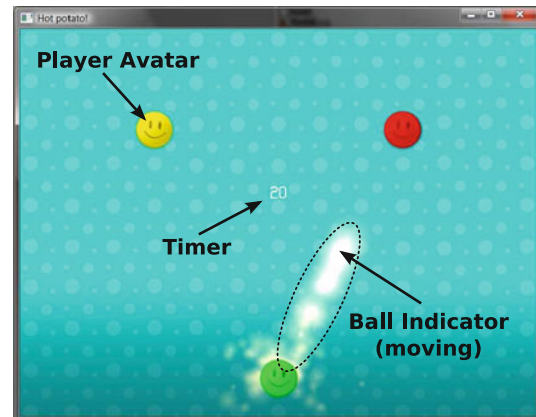 Hot potato!
Player Avatar
20
Timer
Ball Indicator
(moving)